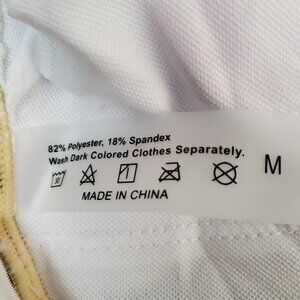 82% Polyester, 18% Spandex
Wash Dark Colored Clothes Separately.
M
MADE IN CHINA